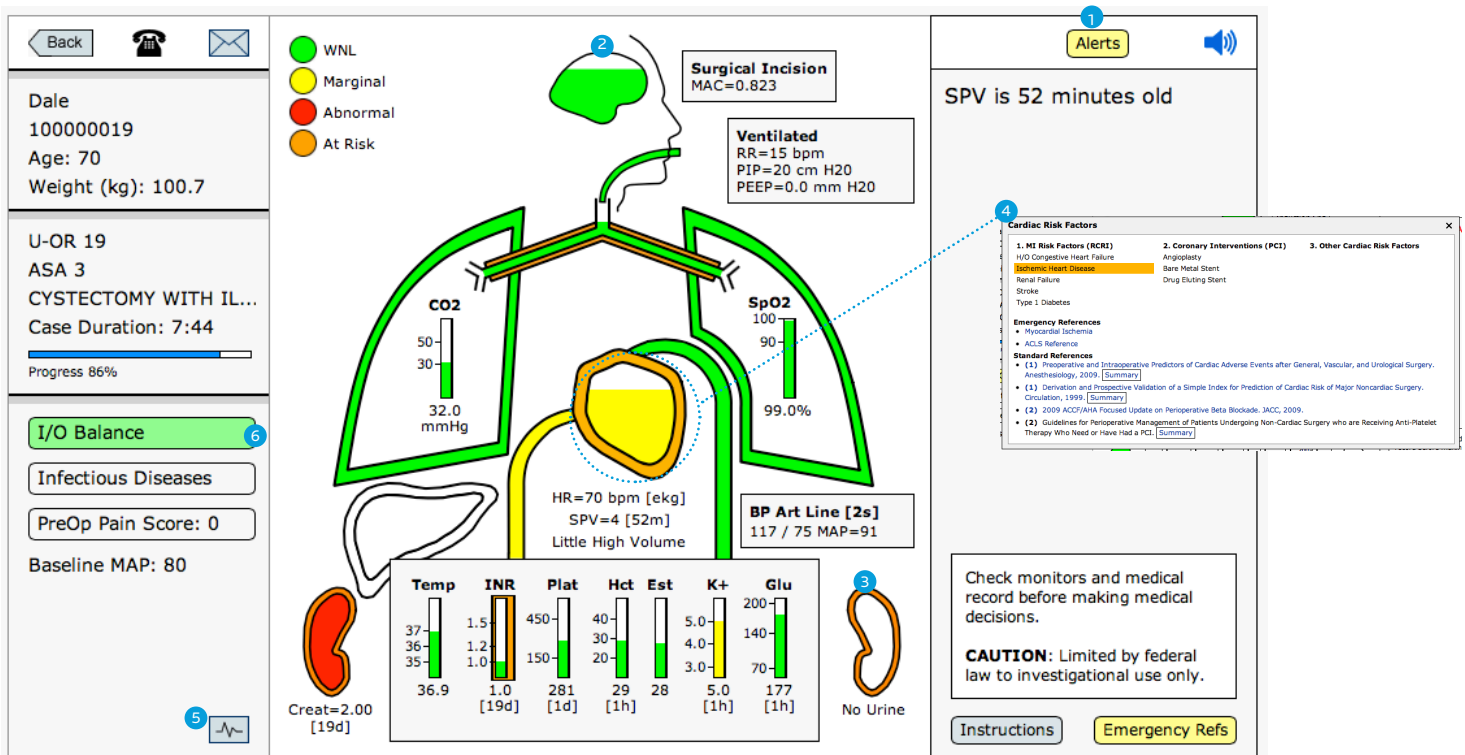 Back
1
Alerts
Dale
100000019
Age: 70
Weight (kg): 100.7
U-OR 19
ASA 3
CYSTECTOMY WITH IL...
Case Duration: 7:44
Progress 86%
I/O Balance
6
Infectious Diseases
PreOp Pain Score: 0
Baseline MAP: 80
5
WNL
Marginal
Abnormal
At Risk
2
Surgical Incision
MAC=0.823
Ventilated
RR=15 bpm
PIP=20 cm H20
PEEP=0.0 mm H20
CO2
50
30
32.0
mmHg
SpO2
100
90
99.0%
HR=70 bpm [ekg]
SPV=4 [52m]
Little High Volume
BP Art Line [2s]
117 / 75 MAP=91
Temp INR Plat Hct Est K+ Glu
37
36
35
1.5
1.2
1.0
450
150
40
30
20
5.0
4.0
3.0
200
140
70
36.9 1.0 281 29 28 5.0 177
[19d] [1d] [1h] [1h] [1h]
Creat=2.00
[19d]
3
No Urine
SPV is 52 minutes old
4
Cardiac Risk Factors x
1. MI Risk Factors (RCRI) 2. Coronary Interventions (PCI) 3. Other Cardiac Risk Factors
H/O Congestive Heart Failure Angioplasty
Ischemic Heart Disease Bare Metal Stent
Renal Failure Drug Eluting Stent
Stroke
Type 1 Diabetes
Emergency References
• Myocardial Ischemia
• ACLS Reference
Standard References
• (1) Preoperative and Intraoperative Predictors of Cardiac Adverse Events after General, Vascular, and Urological Surgery.
Anesthesiology, 2009. Summary
• (1) Derivation and Prospective Validation of a Simple Index for Prediction of Cardiac Risk of Major Noncardiac Surgery.
Circulation, 1999. Summary
• (2) 2009 ACCF/AHA Focused Update on Perioperative Beta Blockade. JACC, 2009.
• (2) Guidelines for Perioperative Management of Patients Undergoing Non-Cardiac Surgery who are Receiving Anti-Platelet
Therapy Who Need or Have Had a PCI. Summary
Check monitors and medical
record before making medical
decisions.
CAUTION: Limited by federal
law to investigational use only.
Instructions
Emergency Refs